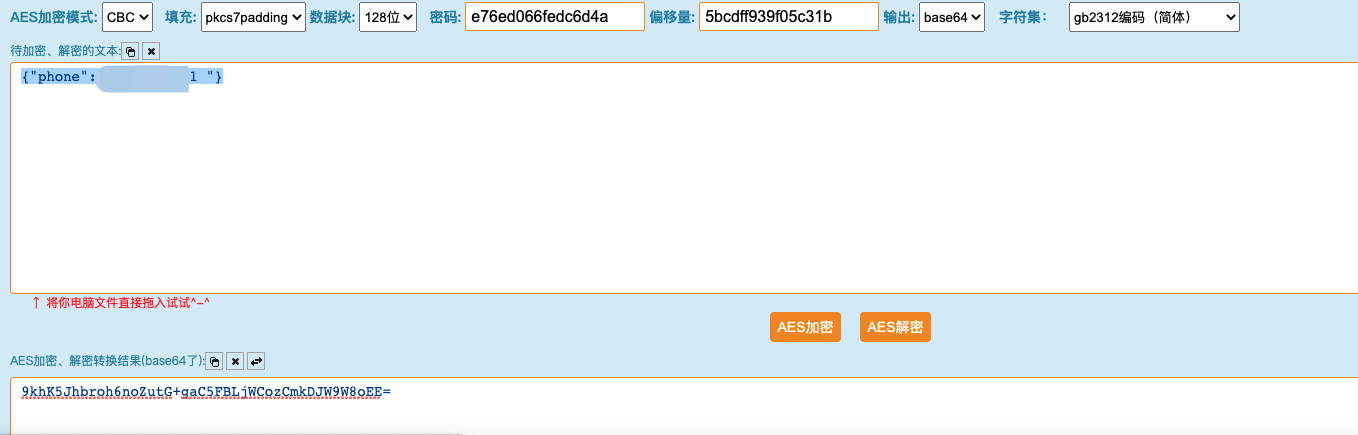 AES加密模式: CBC 填充: pkcs7padding 数据块: 128位 密码: e76ed066fedc6d4a 偏移量: 5bcdff939f05c31b 输出: base64 字符集: gb2312编码（简体）
待加密、解密的文本:
{"phone": 1 "}
↑ 将你电脑文件直接拖入试试^-^
AES加密 AES解密
AES加密、解密转换结果(base64了):
9khK5Jhbroh6noZutG+gaC5FBLjWCozCmkDJW9W8oEE=